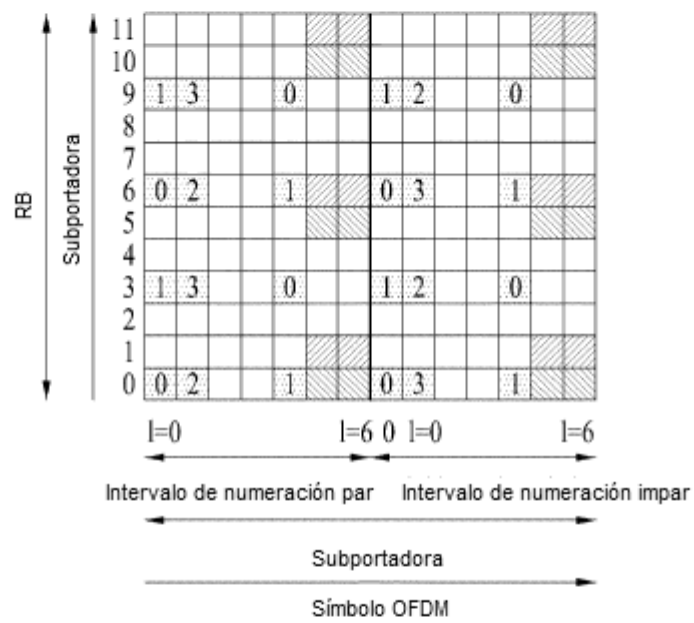 11
10
9 1 3 0 1 2 0
8
7
6 0 2 1 0 3 1
5
4
3 1 3 0 1 2 0
2
1
0 0 2 1 0 3 1
RB
Subportadora
l=0 l=6 0 l=0 l=6
Intervalo de numeración par Intervalo de numeración impar
Subportadora
Símbolo OFDM